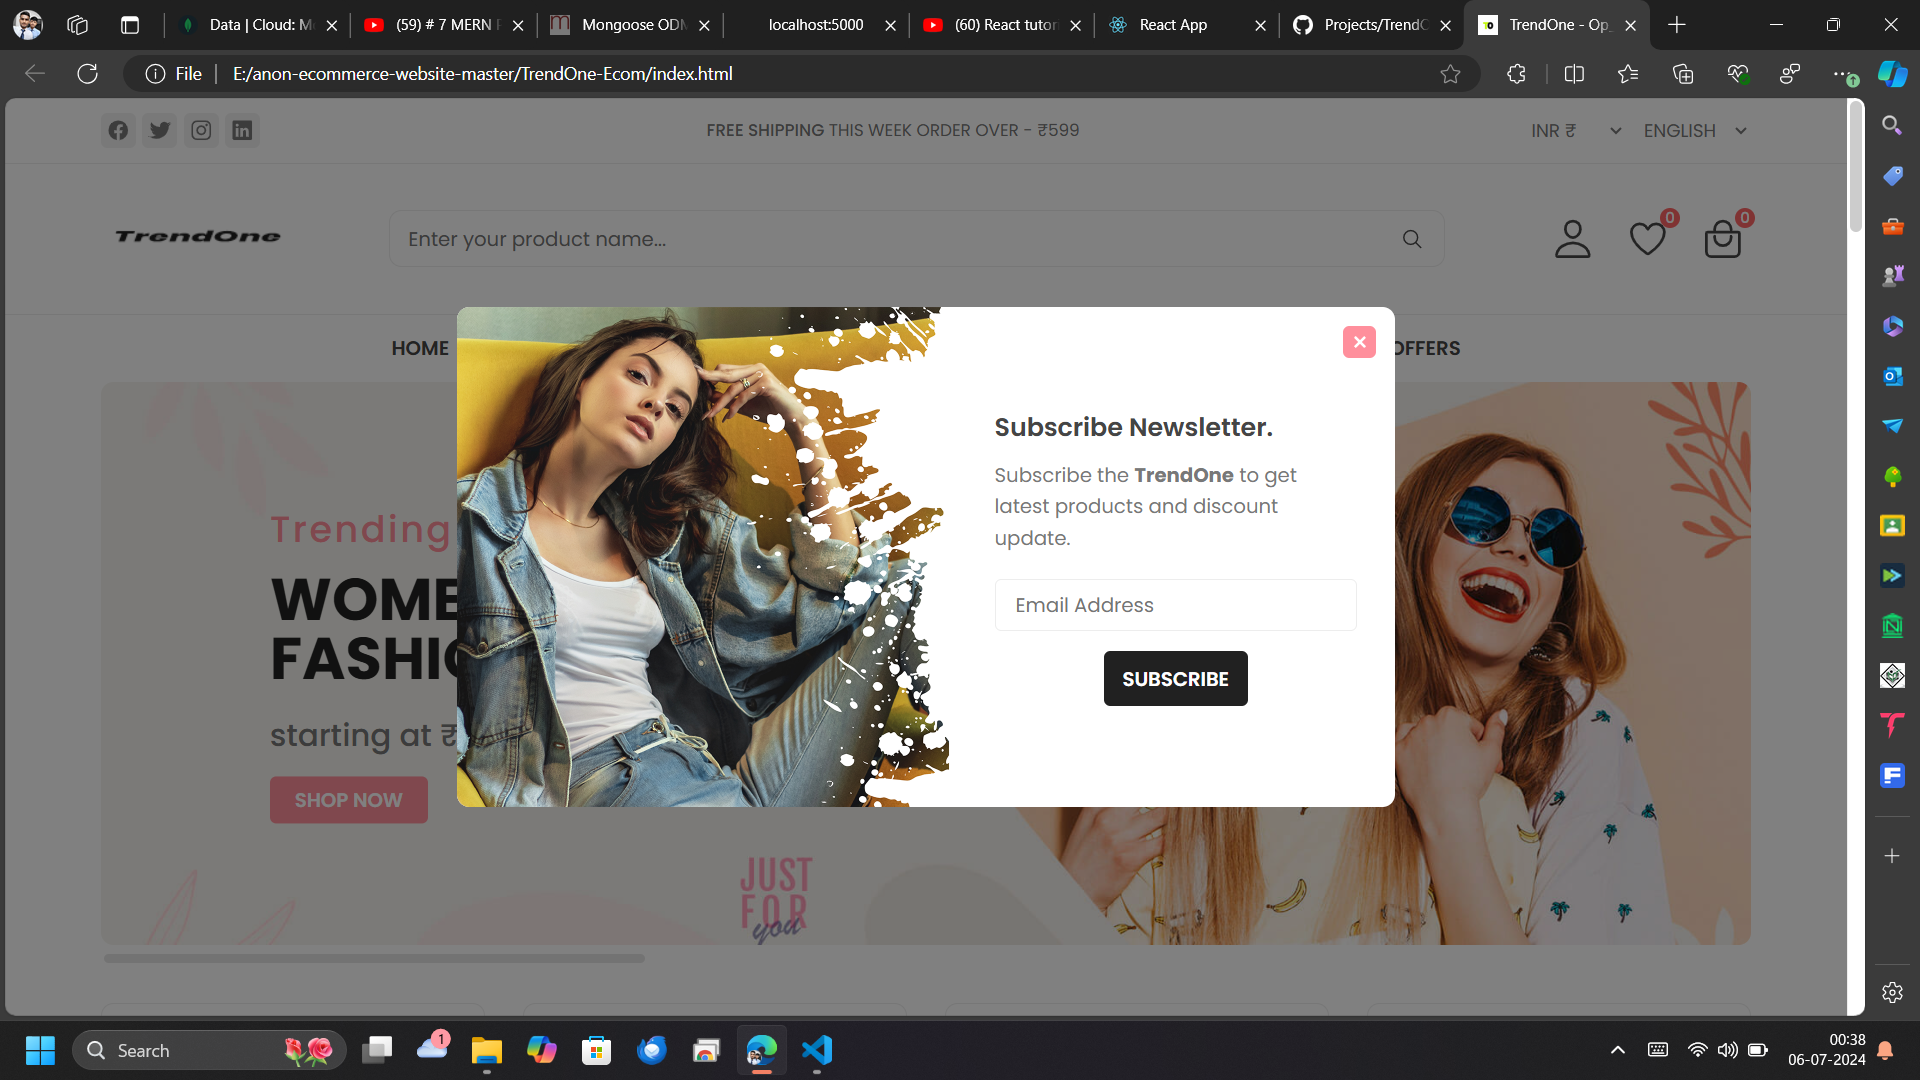 Data | Cloud: M
(59) # 7 MERN
Mongoose ODM
localhost:5000
(60) React tutor
React App
Projects/TrendO
TrendOne - Op
File
E:/anon-ecommerce-website-master/TrendOne-Ecom/index.html
FREE SHIPPING THIS WEEK ORDER OVER - ₹599
INR ₹
ENGLISH
TrendOne
Enter your product name...
0
0
HOME
OFFERS
Subscribe Newsletter.
Subscribe the TrendOne to get
latest products and discount
update.
Email Address
SUBSCRIBE
Trending
WOME
FASHIO
starting at ₹
SHOP NOW
JUST
FOR
you
Search
1
00:38
06-07-2024